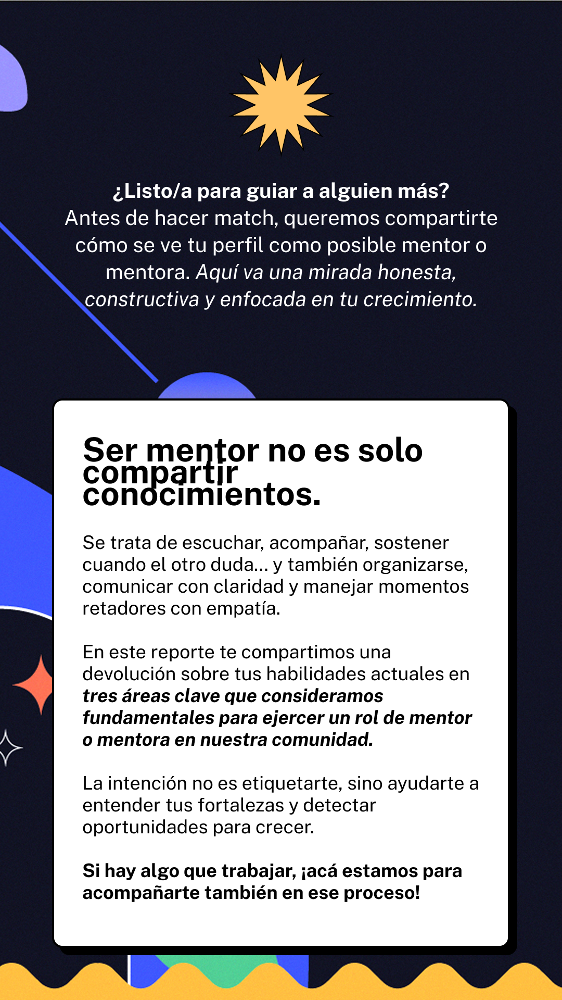 ¿Listo/a para guiar a alguien más?
Antes de hacer match, queremos compartirte
cómo se ve tu perfil como posible mentor o
mentora. Aquí va una mirada honesta,
constructiva y enfocada en tu crecimiento.
Ser mentor no es solo
compartir
conocimientos.
Se trata de escuchar, acompañar, sostener
cuando el otro duda... y también organizarse,
comunicar con claridad y manejar momentos
retadores con empatía.
En este reporte te compartimos una
devolución sobre tus habilidades actuales en
tres áreas clave que consideramos
fundamentales para ejercer un rol de mentor
o mentora en nuestra comunidad.
La intención no es etiquetarte, sino ayudarte a
entender tus fortalezas y detectar
oportunidades para crecer.
Si hay algo que trabajar, ¡acá estamos para
acompañarte también en ese proceso!